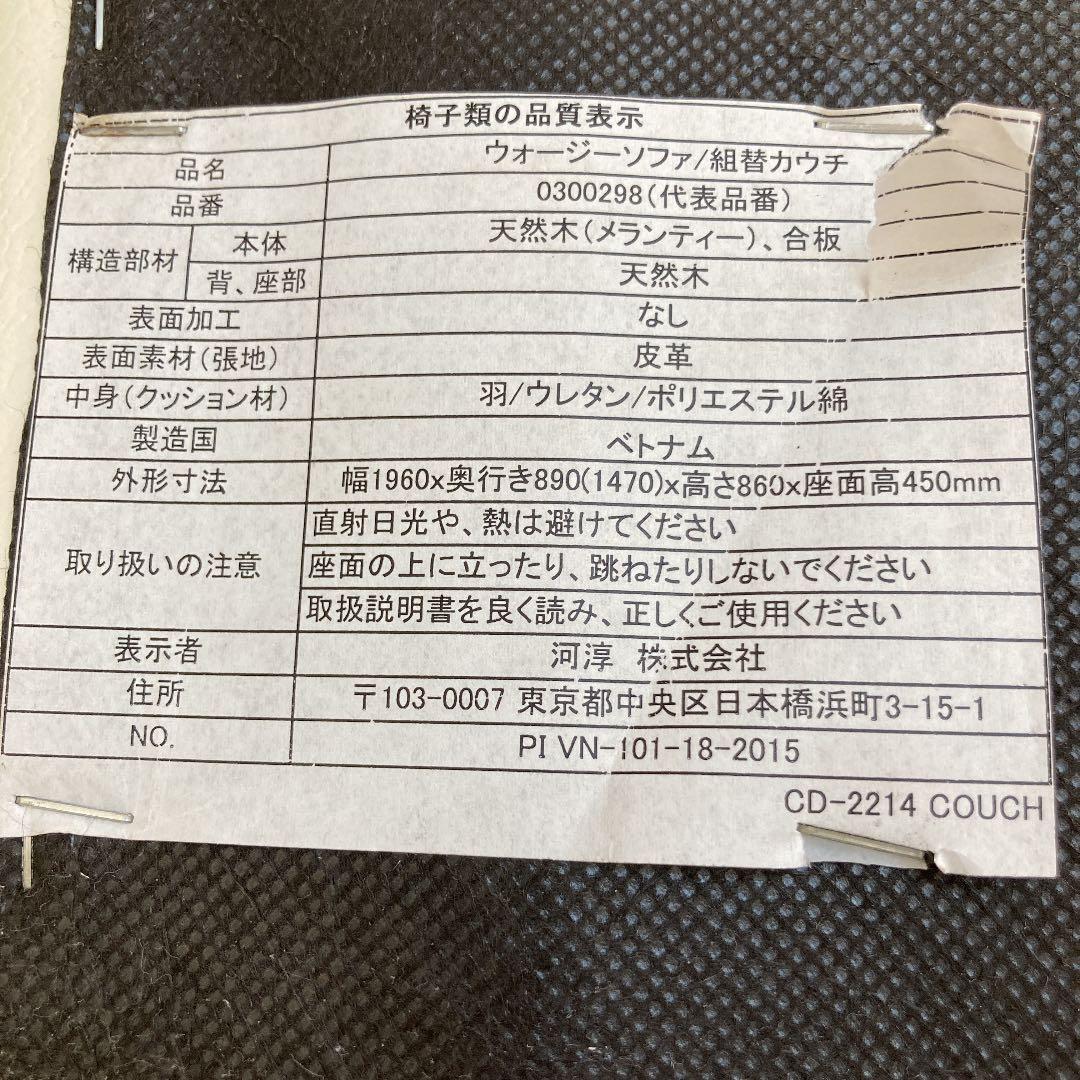 椅子類の品質表示
品名 ウォージーソファ/組替カウチ
品番 0300298(代表品番)
構造部材 本体 天然木(メランティー)、合板
背、座部 天然木
表面加工 なし
表面素材(張地) 皮革
中身(クッション材) 羽/ウレタン/ポリエステル綿
製造国 ベトナム
外形寸法 幅1960x奥行き890(1470)x高さ860x座面高450mm
取り扱いの注意 直射日光や、熱は避けてください
座面の上に立ったり、跳ねたりしないでください
取扱説明書を良く読み、正しくご使用ください
表示者 河淳 株式会社
住所 〒103-0007 東京都中央区日本橋浜町3-15-1
NO. PI VN-101-18-2015
CD-2214 COUCH